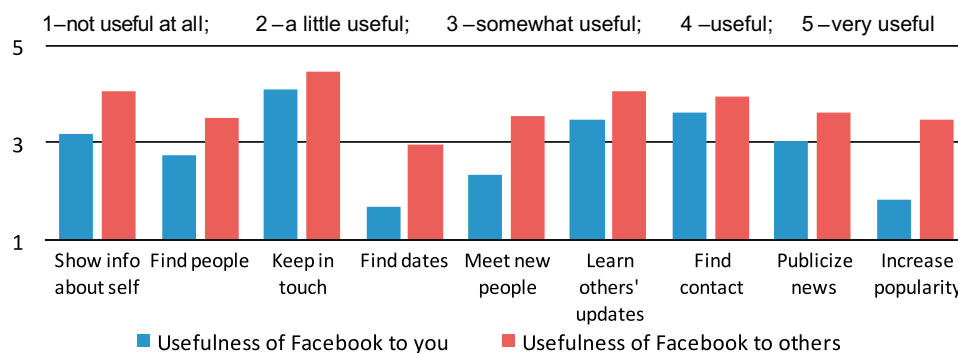 1–not useful at all; 2 –a little useful; 3 –somewhat useful; 4 –useful; 5–very useful
5
3
1
Show info about self
Find people
Keep in touch
Find dates
Meet new people
Learn others' updates
Find contact
Publicize news
Increase popularity
Usefulness of Facebook to you
Usefulness of Facebook to others